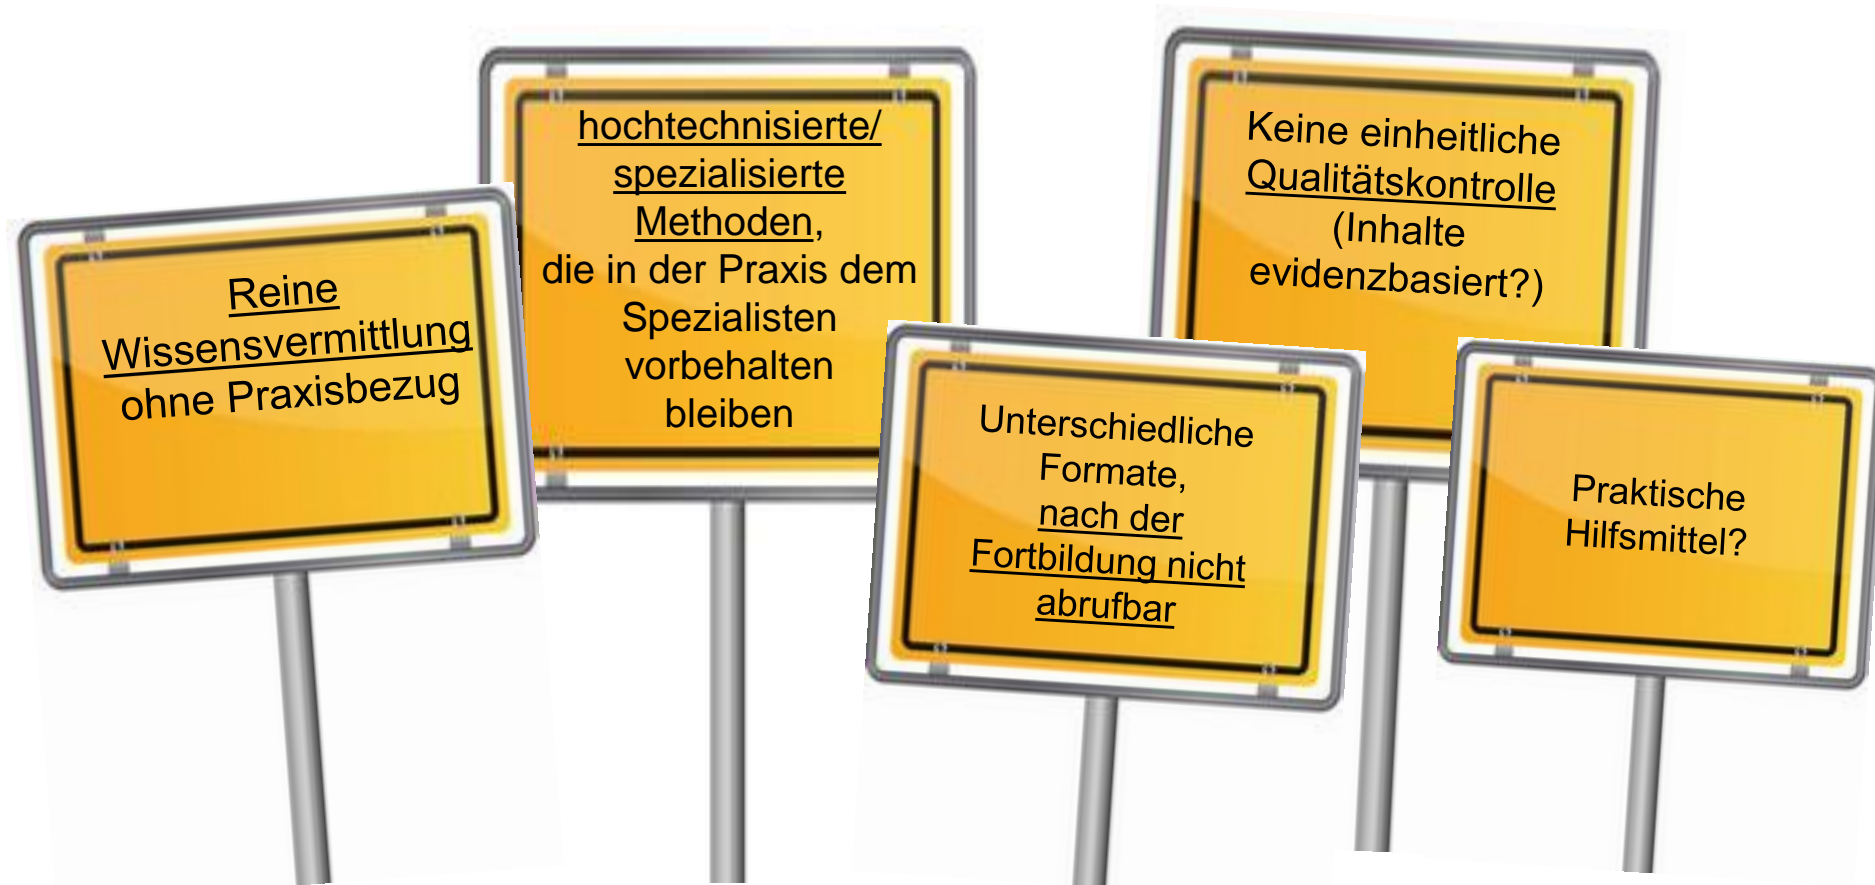 Reine
Wissensvermittlung
ohne Praxisbezug
hochtechnisierte/
spezialisierte
Methoden,
die in der Praxis dem
Spezialisten
vorbehalten
bleiben
Unterschiedliche
Formate,
nach der
Fortbildung nicht
abrufbar
Keine einheitliche
Qualitätskontrolle
(Inhalte
evidenzbasiert?)
Praktische
Hilfsmittel?